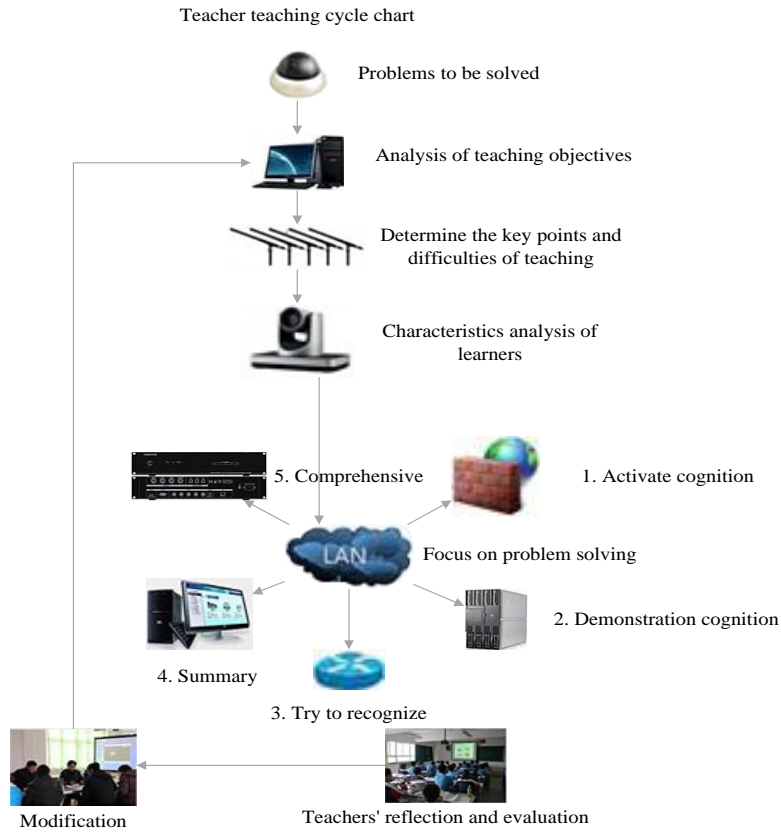 Teacher teaching cycle chart
Problems to be solved
Analysis of teaching objectives
Determine the key points and
difficulties of teaching
Characteristics analysis of
learners
5. Comprehensive
1. Activate cognition
LAN
Focus on problem solving
2. Demonstration cognition
4. Summary
3. Try to recognize
Modification
Teachers' reflection and evaluation